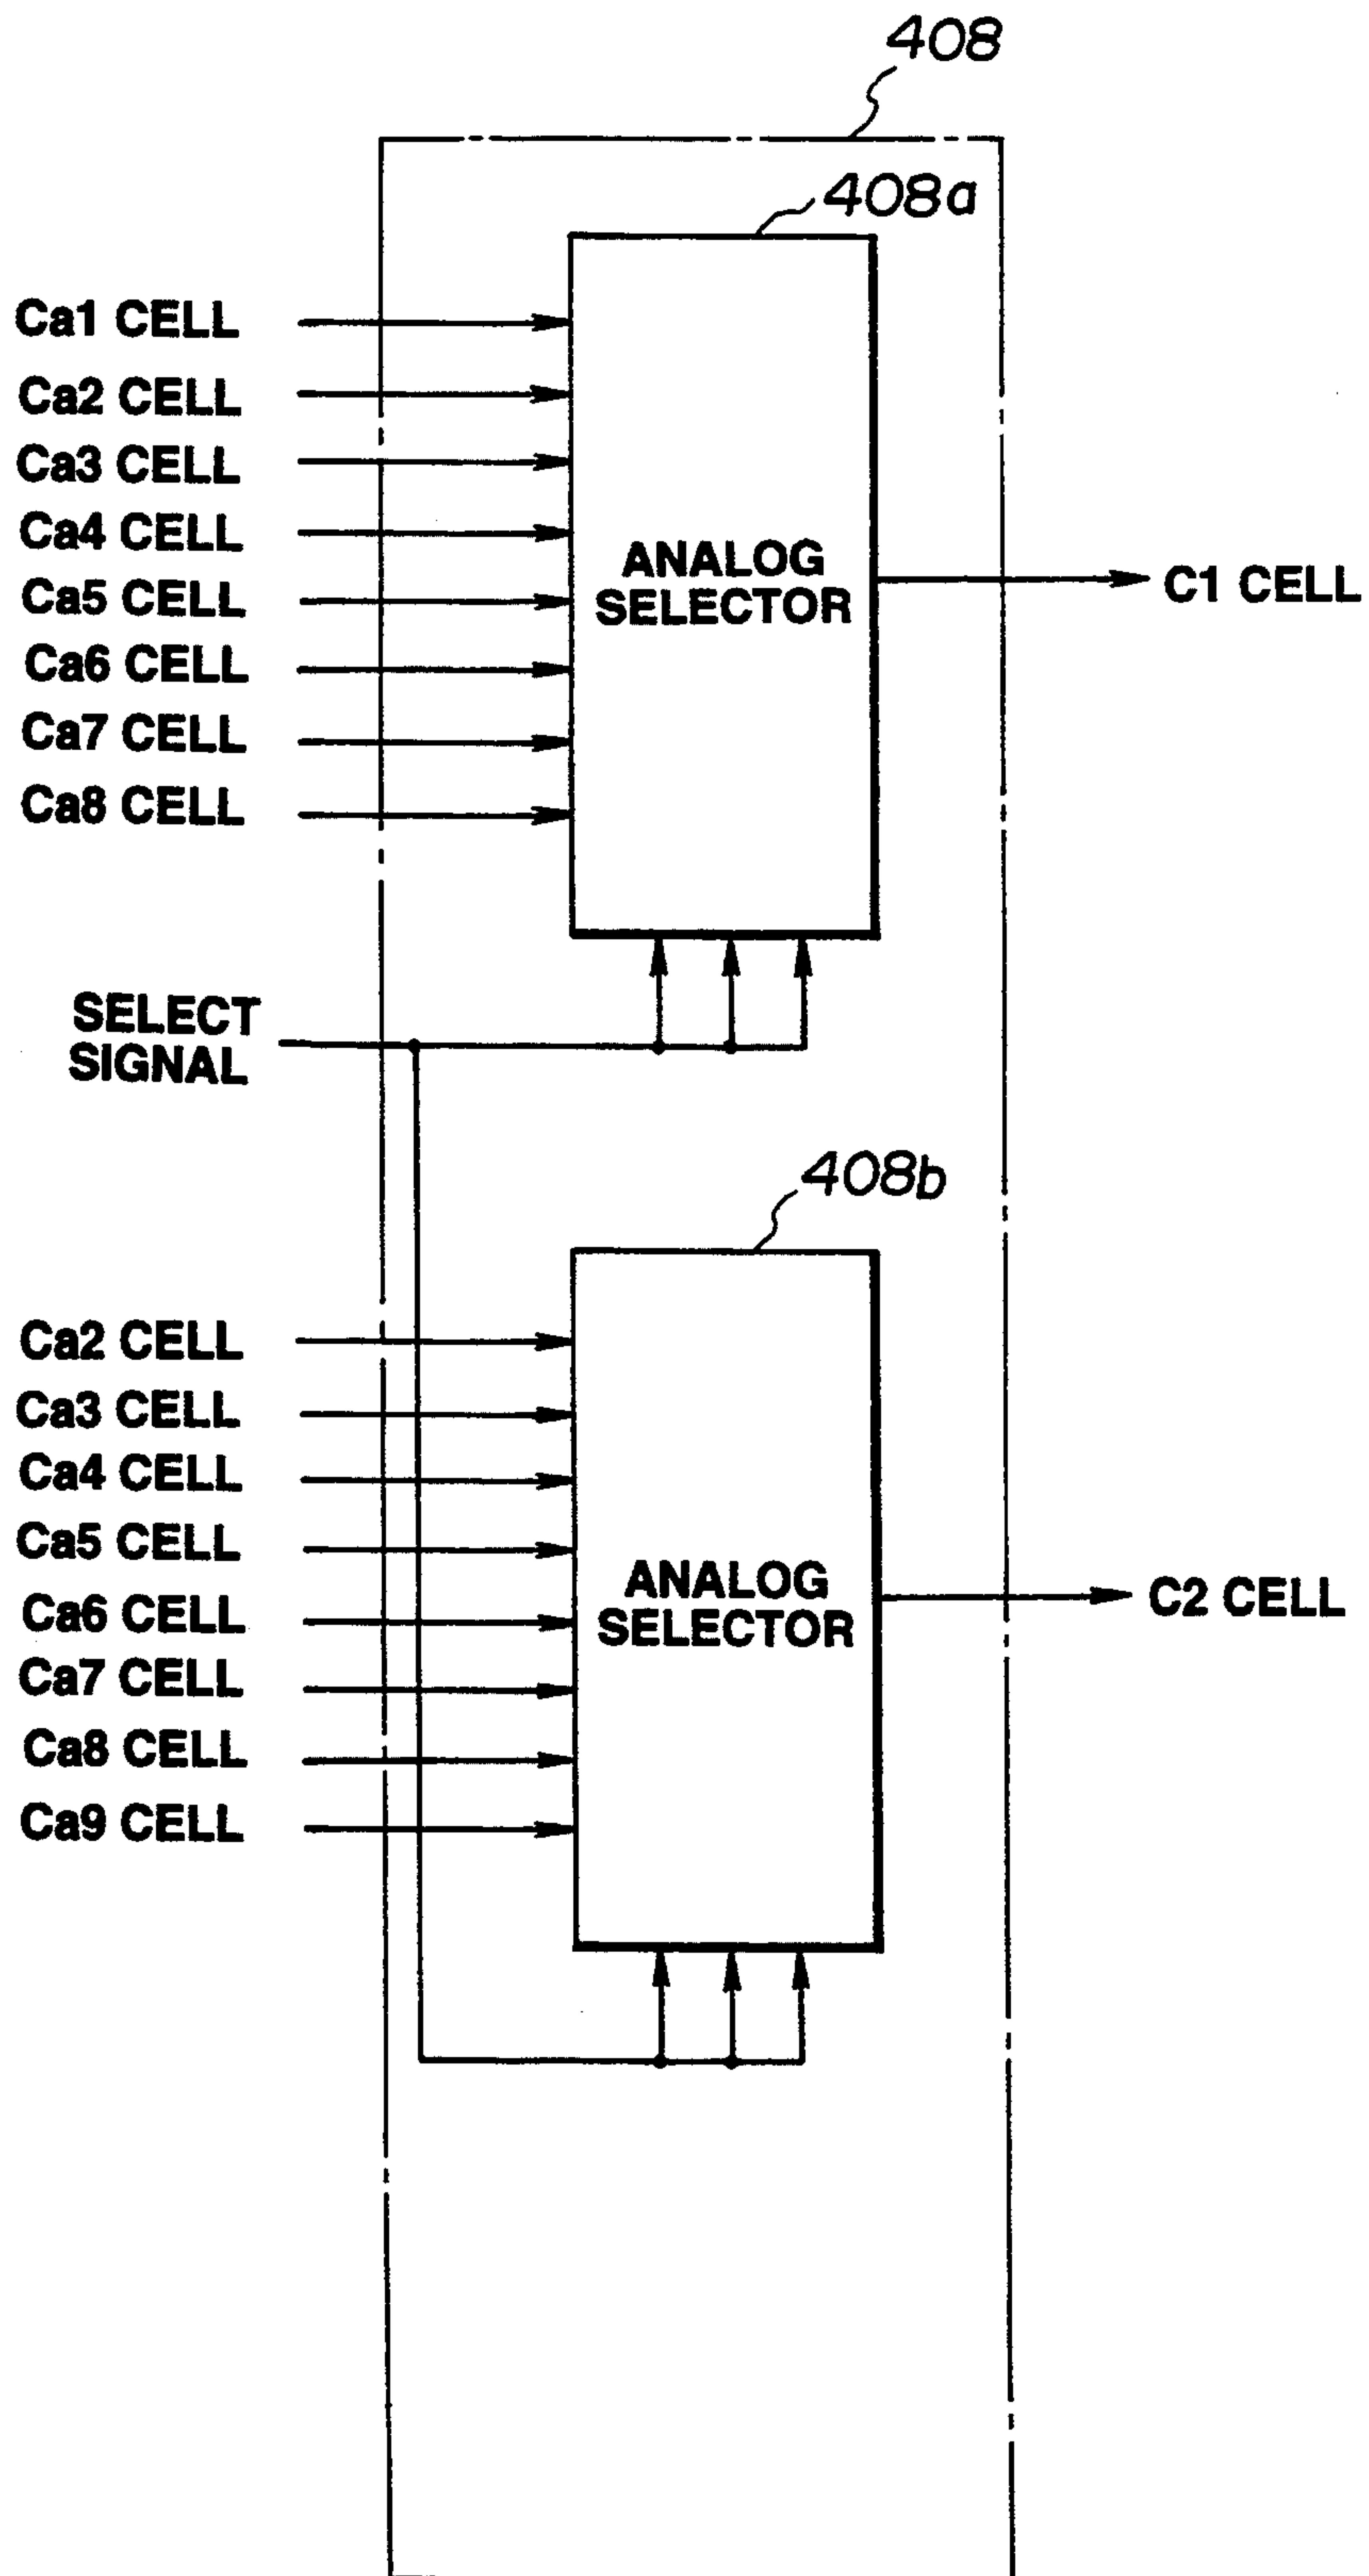 408
408a
Ca1 CELL
Ca2 CELL
Ca3 CELL
Ca4 CELL
Ca5 CELL
Ca6 CELL
Ca7 CELL
Ca8 CELL
ANALOG
SELECTOR
C1 CELL
SELECT
SIGNAL
408b
Ca2 CELL
Ca3 CELL
Ca4 CELL
Ca5 CELL
Ca6 CELL
Ca7 CELL
Ca8 CELL
Ca9 CELL
ANALOG
SELECTOR
C2 CELL